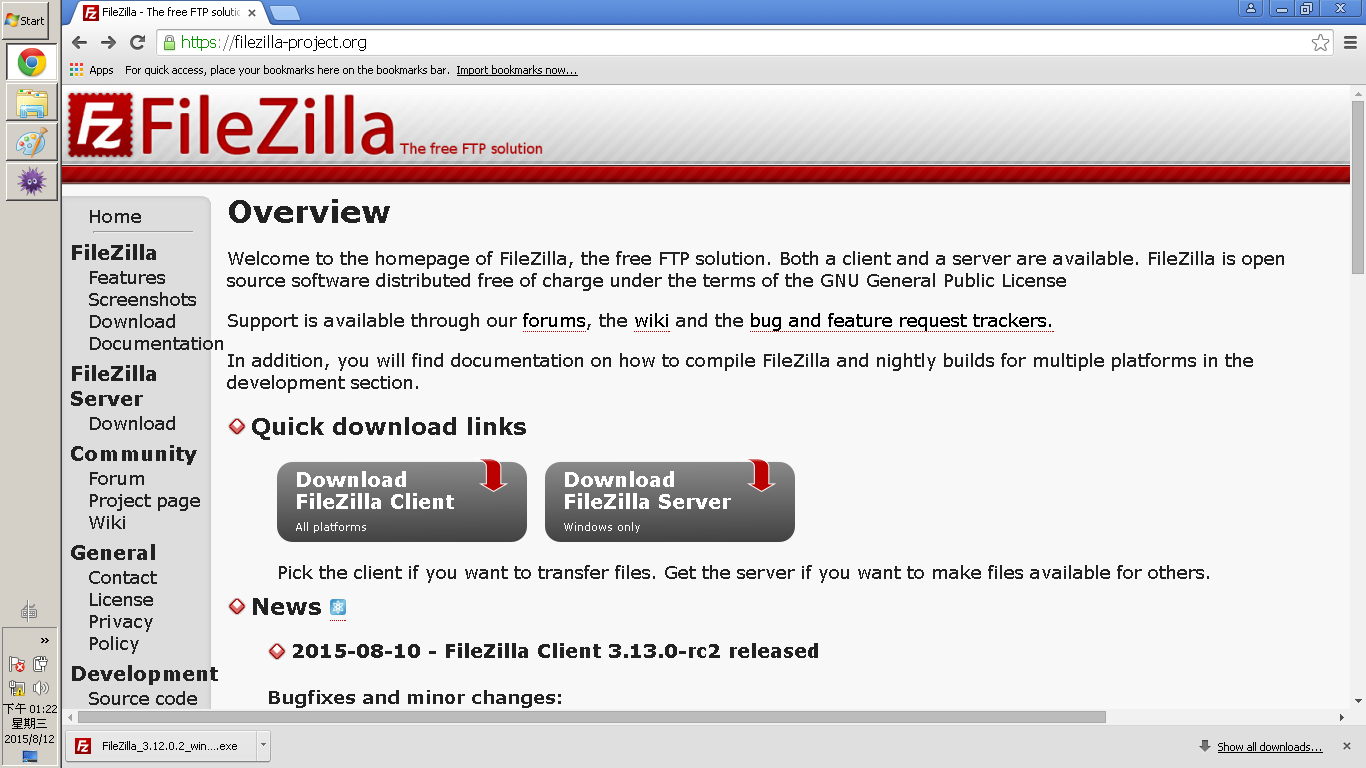 Start
FileZilla - The free FTP soluti
https://filezilla-project.org
Apps For quick access, place your bookmarks here on the bookmarks bar. Import bookmarks now...
FileZilla The free FTP solution
Home
FileZilla
Features
Screenshots
Download
Documentation
FileZilla
Server
Download
Community
Forum
Project page
Wiki
General
Contact
License
Privacy
Policy
Development
Source code
Overview
Welcome to the homepage of FileZilla, the free FTP solution. Both a client and a server are available. FileZilla is open
source software distributed free of charge under the terms of the GNU General Public License
Support is available through our forums, the wiki and the bug and feature request trackers.
In addition, you will find documentation on how to compile FileZilla and nightly builds for multiple platforms in the
development section.
Quick download links
Download
FileZilla Client
All platforms
Download
FileZilla Server
Windows only
Pick the client if you want to transfer files. Get the server if you want to make files available for others.
News
2015-08-10 - FileZilla Client 3.13.0-rc2 released
Bugfixes and minor changes:
下午 01:22
星期三
2015/8/12
FileZilla_3.12.0.2_win....exe
Show all downloads...